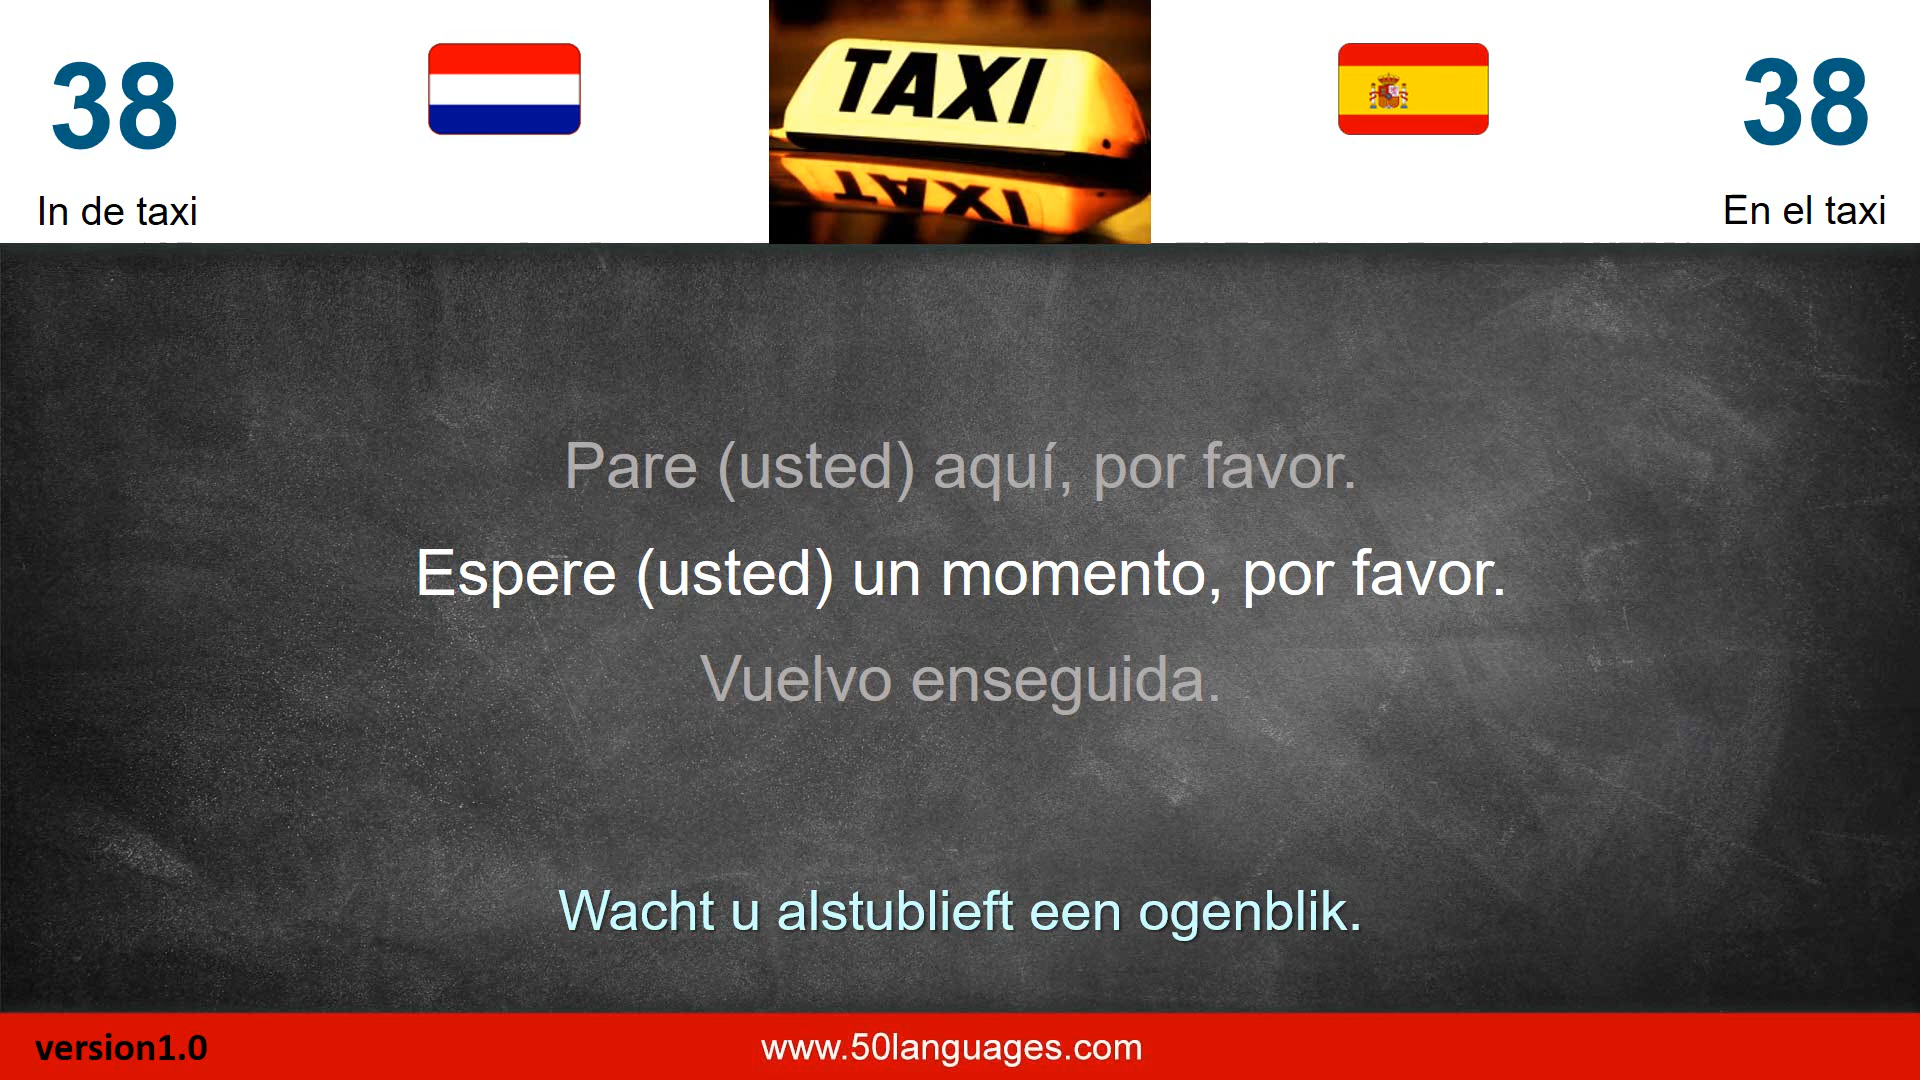 38
38
TAXI
In de taxi
En el taxi
Pare (usted) aquí, por favor.
Espere (usted) un momento, por favor.
Vuelvo enseguida.
Wacht u alstublieft een ogenblik.
version1.0
www.50languages.com